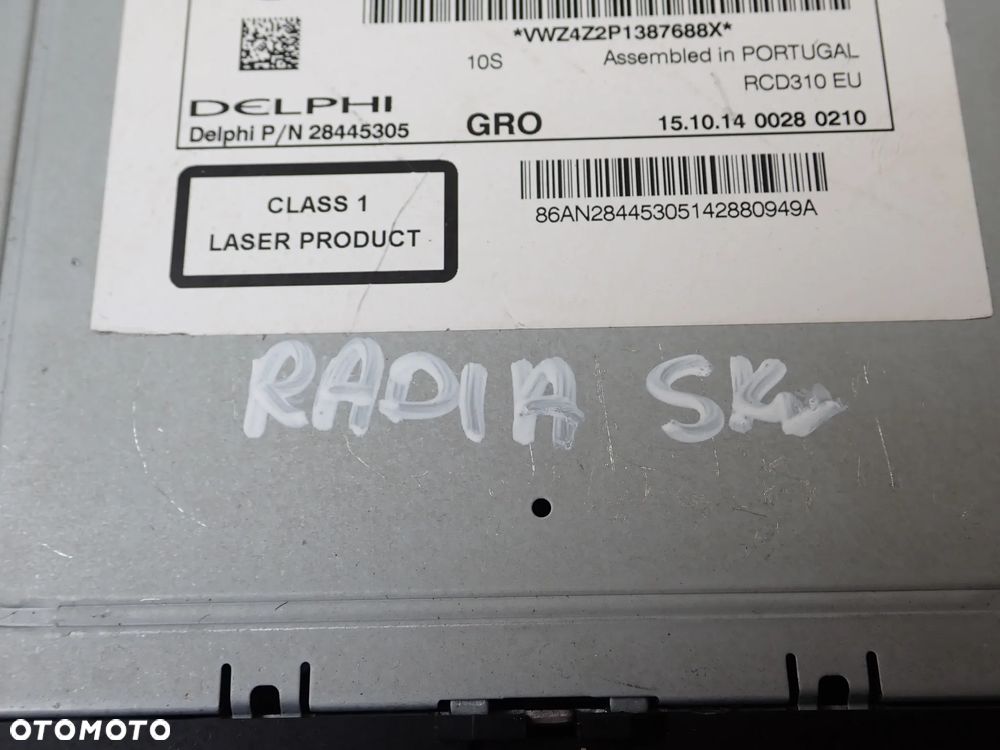 *VWZ4Z2P1387688X*
10S Assembled in PORTUGAL
RCD310 EU
DELPHI
Delphi P/N 28445305 GRO 15.10.14 0028 0210
CLASS 1
LASER PRODUCT
86AN28445305142880949A
RADIA SK
OTOMOTO